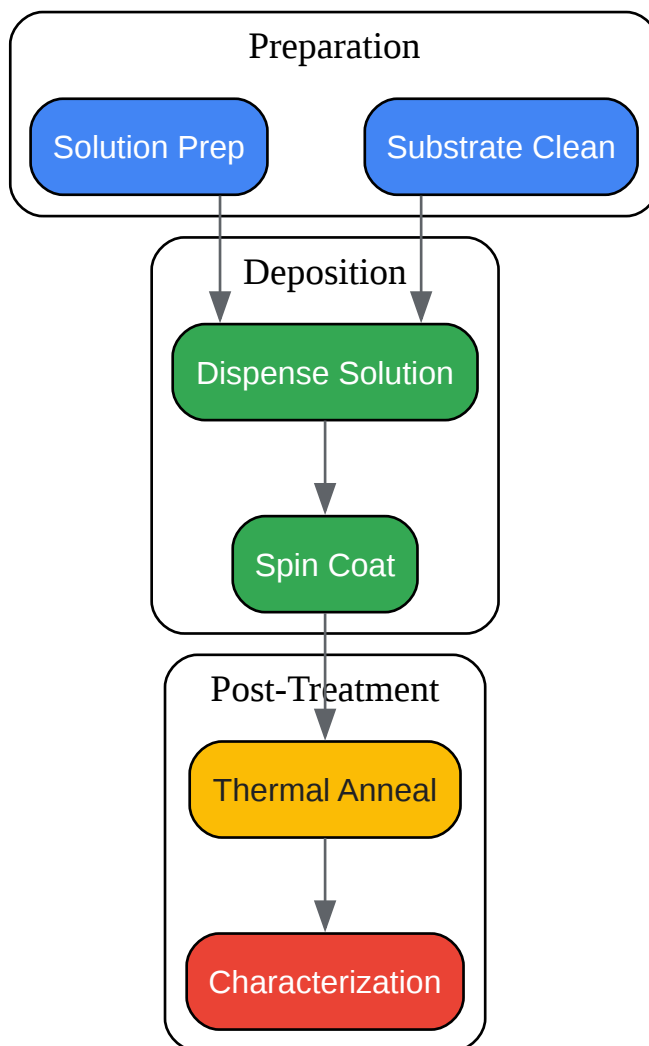 Preparation
Solution Prep
Substrate Clean
Deposition
Dispense Solution
Spin Coat
Post-Treatment
Thermal Anneal
Characterization